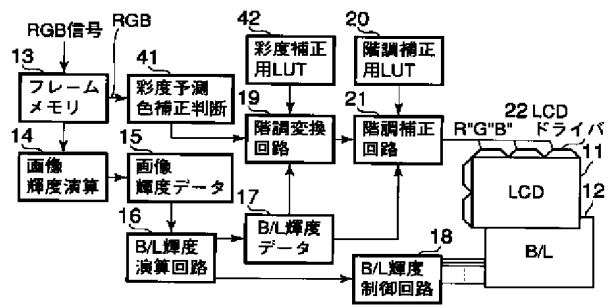 RGB信号
RGB
13
フレーム
メモリ
41
彩度予測
色補正判断
42
彩度補正
用LUT
20
階調補正
用LUT
19
階調変換
回路
21
階調補正
回路
22 LCD
ドライバ
R"G"B"
11
LCD
12
B/L
14
画像
輝度演算
15
画像
輝度データ
16
B/L輝度
演算回路
17
B/L輝度
データ
18
B/L輝度
制御回路